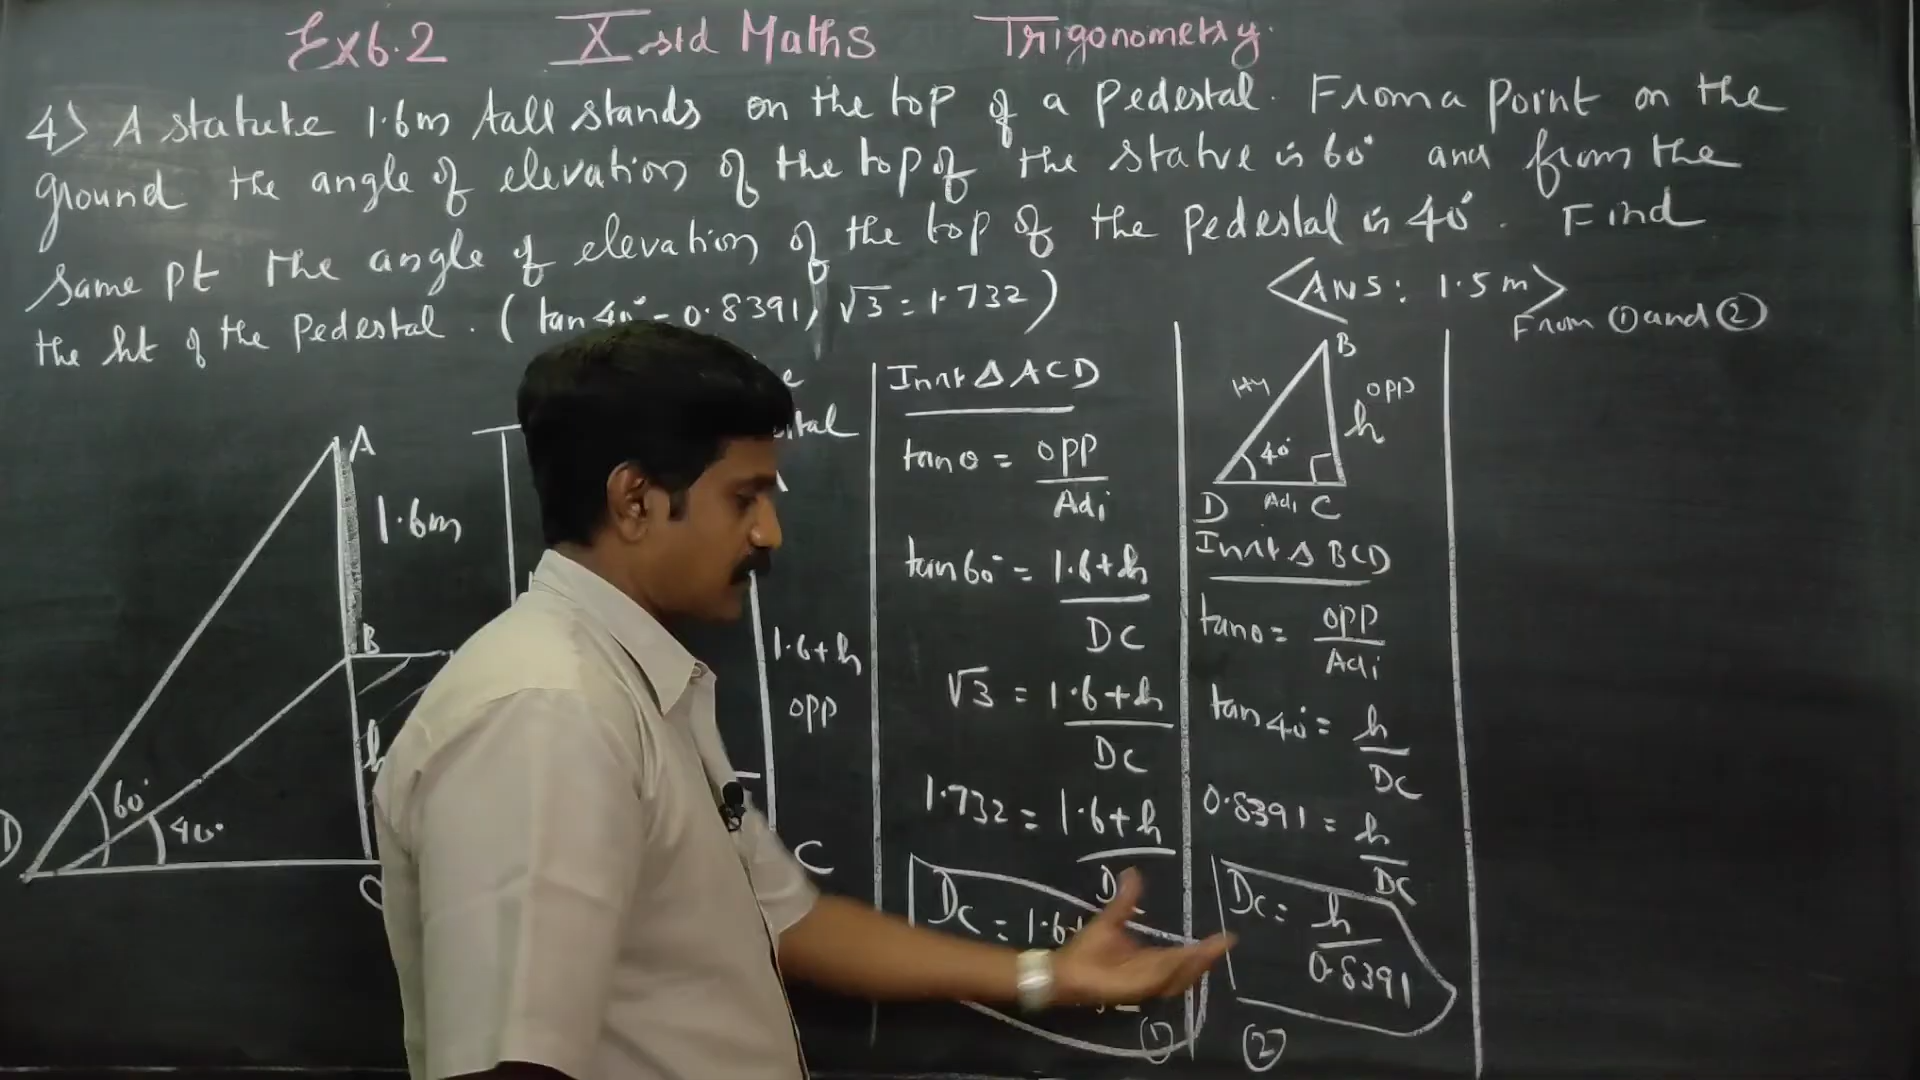 Ex6.2 X std Maths Trigonometry.
4) A statute 1.6m tall stands on the top of a pedestal. From a point on the
ground the angle of elevation of the top of the statue is 60° and from the
same pt the angle of elevation of the top of the pedestal is 40°. Find
the ht of the pedestal. (tan 40° = 0.8391, √3 = 1.732)
<ANS: 1.5m>
From ① and ②
A
1.6m
B
h
60°
40°
D
1.6+h
opp
C
In rt Δ ACD
tanθ = opp
Adj
tan60° = 1.6+h
DC
√3 = 1.6+h
DC
1.732 = 1.6+h
DC = 1.6+
①
B
Hy
opp
h
40°
D Adj C
In rt Δ BCD
tanθ = opp
Adj
tan40° = h
DC
0.8391 = h
DC
DC = h
0.8391
②